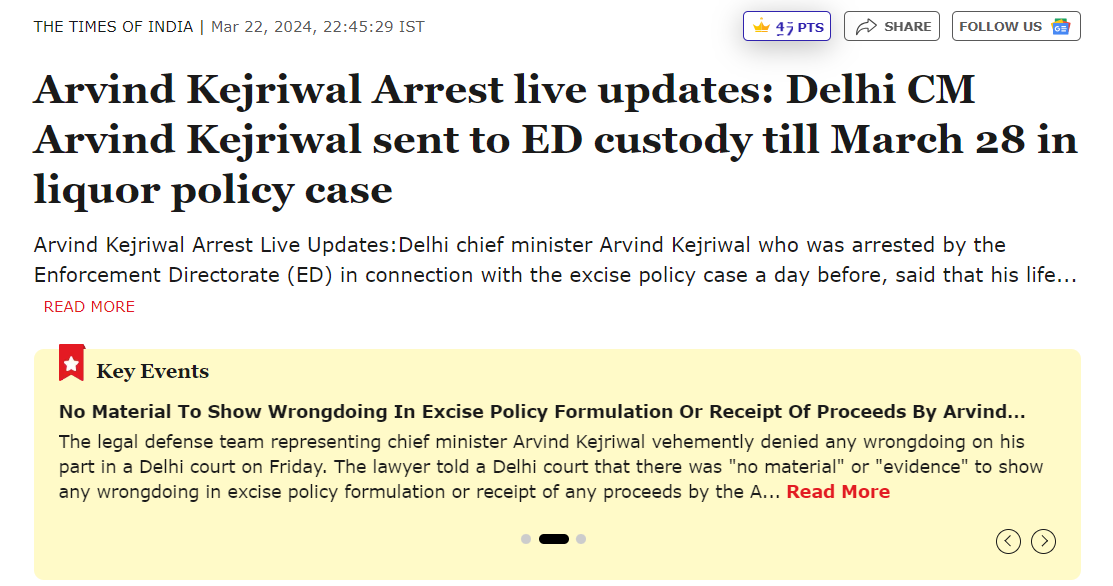 THE TIMES OF INDIA | Mar 22, 2024, 22:45:29 IST
PTS
SHARE
FOLLOW US
Arvind Kejriwal Arrest live updates: Delhi CM
Arvind Kejriwal sent to ED custody till March 28 in
liquor policy case
Arvind Kejriwal Arrest Live Updates:Delhi chief minister Arvind Kejriwal who was arrested by the
Enforcement Directorate (ED) in connection with the excise policy case a day before, said that his life...
READ MORE
Key Events
No Material To Show Wrongdoing In Excise Policy Formulation Or Receipt Of Proceeds By Arvind...
The legal defense team representing chief minister Arvind Kejriwal vehemently denied any wrongdoing on his
part in a Delhi court on Friday. The lawyer told a Delhi court that there was "no material" or "evidence" to show
any wrongdoing in excise policy formulation or receipt of any proceeds by the A... Read More